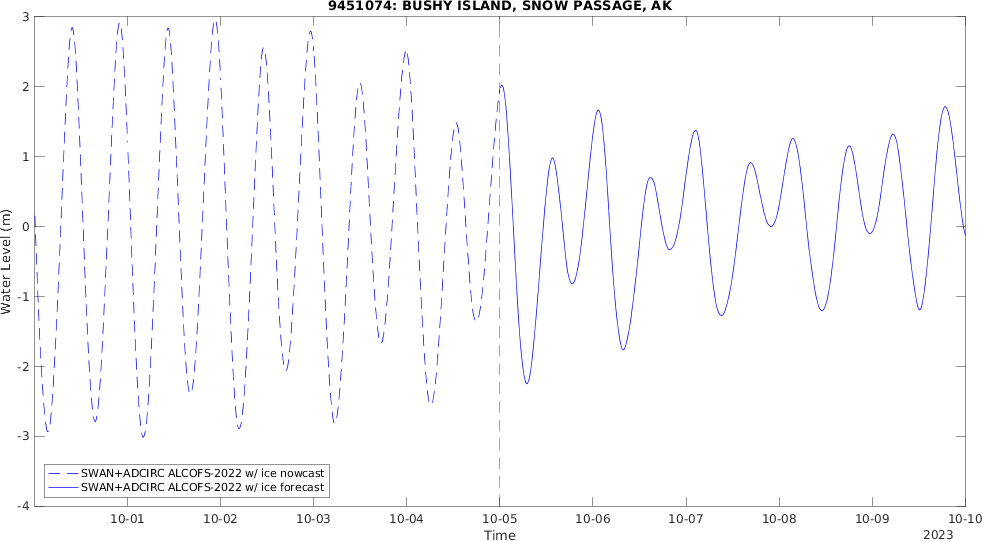 9451074: BUSHY ISLAND, SNOW PASSAGE, AK
3
2
1
0
-1
-2
-3
-4
Water Level (m)
SWAN+ADCIRC ALCOFS-2022 w/ ice nowcast
SWAN+ADCIRC ALCOFS-2022 w/ ice forecast
10-01 10-02 10-03 10-04 10-05 10-06 10-07 10-08 10-09 10-10
Time
2023